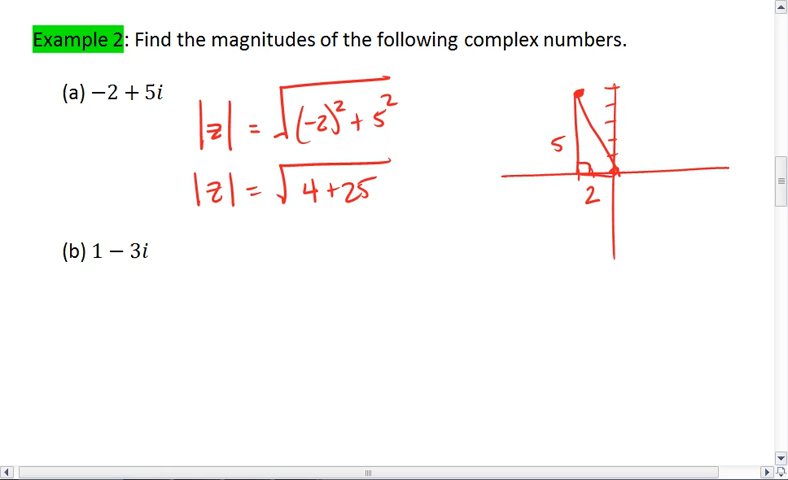 Example 2: Find the magnitudes of the following complex numbers.
(a) −2 + 5i
|z| = √((-2)² + 5²)
|z| = √(4+25)
5
2
(b) 1 − 3i